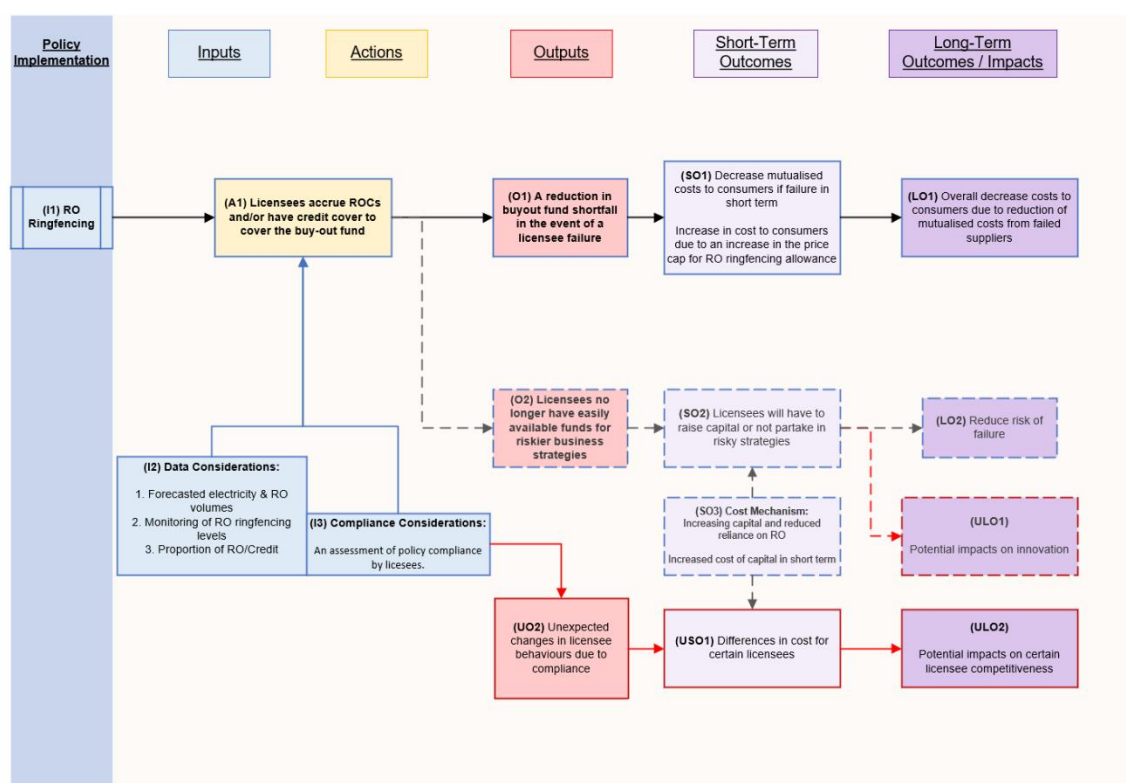 Policy
Implementation
Inputs
Actions
Outputs
Short-Term
Outcomes
Long-Term
Outcomes / Impacts
(I1) RO
Ringfencing
(A1) Licensees accrue ROCs
and/or have credit cover to
cover the buy-out fund
(O1) A reduction in
buyout fund shortfall
in the event of a
licensee failure
(SO1) Decrease mutualised
costs to consumers if failure in
short term
Increase in cost to consumers
due to an increase in the price
cap for RO ringfencing allowance
(LO1) Overall decrease costs to
consumers due to reduction of
mutualised costs from failed
suppliers
(O2) Licensees no
longer have easily
available funds for
riskier business
strategies
(SO2) Licensees will have to
raise capital or not partake in
risky strategies
(LO2) Reduce risk of
failure
(I2) Data Considerations:
1. Forecasted electricity & RO
volumes
2. Monitoring of RO ringfencing
levels
3. Proportion of RO/Credit
(I3) Compliance Considerations:
An assessment of policy compliance
by licesees.
(SO3) Cost Mechanism:
Increasing capital and reduced
reliance on RO
Increased cost of capital in short term
(ULO1)
Potential impacts on innovation
(UO2) Unexpected
changes in licensee
behaviours due to
compliance
(USO1) Differences in cost for
certain licensees
(ULO2)
Potential impacts on certain
licensee competitiveness